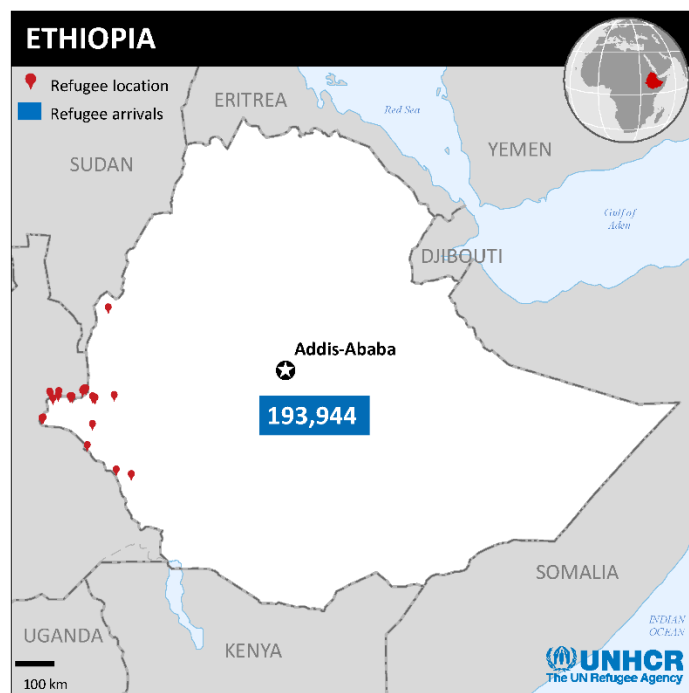 ETHIOPIA
Refugee location
Refugee arrivals
ERITREA
Red Sea
YEMEN
SUDAN
Gulf of
Aden
DJIBOUTI
Addis-Ababa
193,944
SOMALIA
INDIAN
OCEAN
UGANDA
KENYA
UNHCR
The UN Refugee Agency
100 km